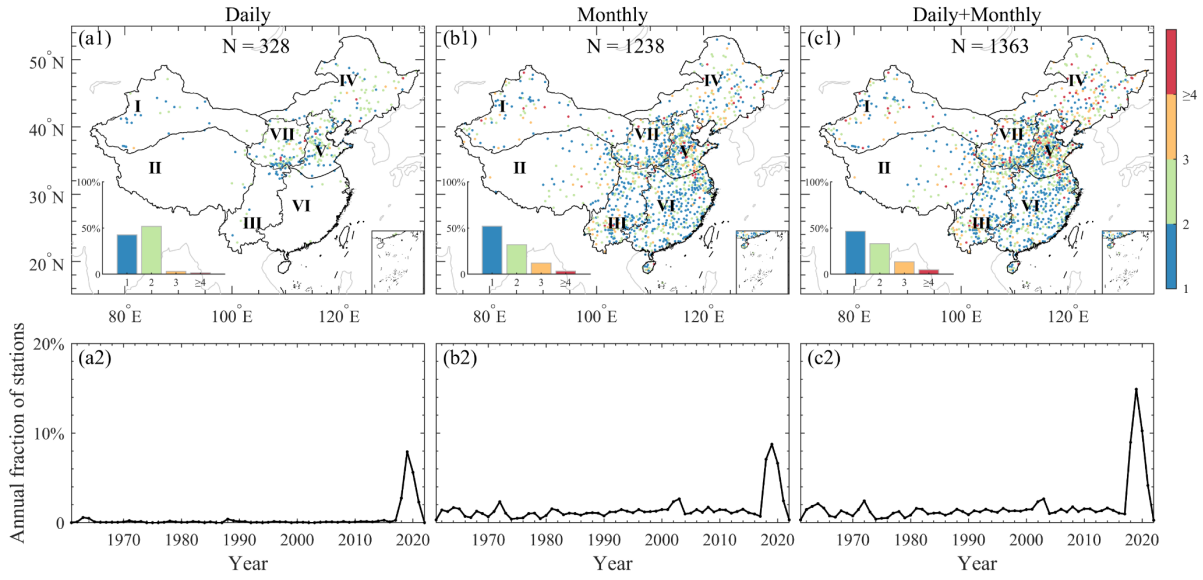 Daily
Monthly
Daily+Monthly
(a1)
N = 328
(b1)
N = 1238
(c1)
N = 1363
50°N
40°N
30°N
20°N
I
II
III
IV
V
VI
VII
100%
50%
0
1
2
3
≥4
I
II
III
IV
V
VI
VII
100%
50%
0
1
2
3
≥4
I
II
III
IV
V
VI
VII
100%
50%
0
1
2
3
≥4
≥4
3
2
1
80°E
100°E
120°E
80°E
100°E
120°E
80°E
100°E
120°E
Annual fraction of stations
20%
10%
0
(a2)
(b2)
(c2)
1970
1980
1990
2000
2010
2020
1970
1980
1990
2000
2010
2020
1970
1980
1990
2000
2010
2020
Year
Year
Year